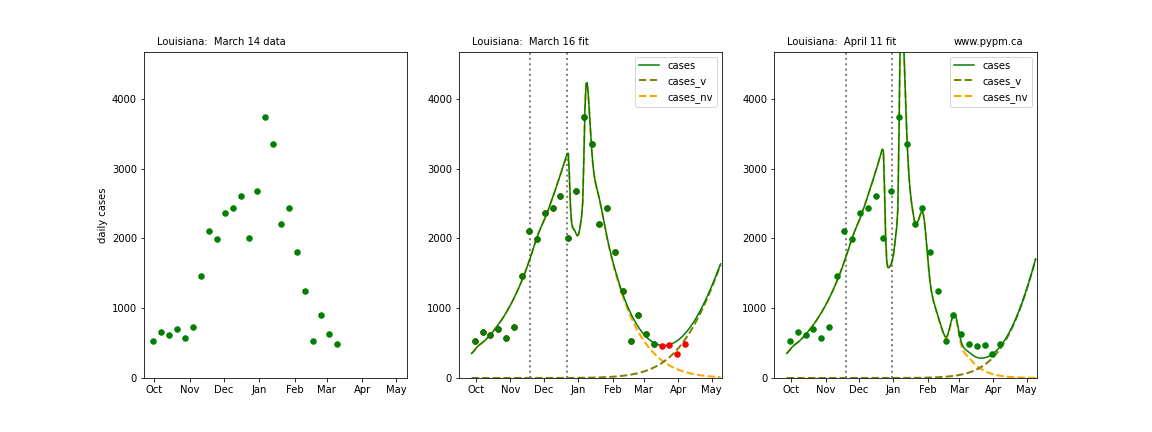 Louisiana:  March 14 data
daily cases
4000
3000
2000
1000
0
Oct Nov Dec Jan Feb Mar Apr May
Louisiana:  March 16 fit
cases
cases_v
cases_nv
4000
3000
2000
1000
0
Oct Nov Dec Jan Feb Mar Apr May
Louisiana:  April 11 fit www.pypm.ca
cases
cases_v
cases_nv
4000
3000
2000
1000
0
Oct Nov Dec Jan Feb Mar Apr May